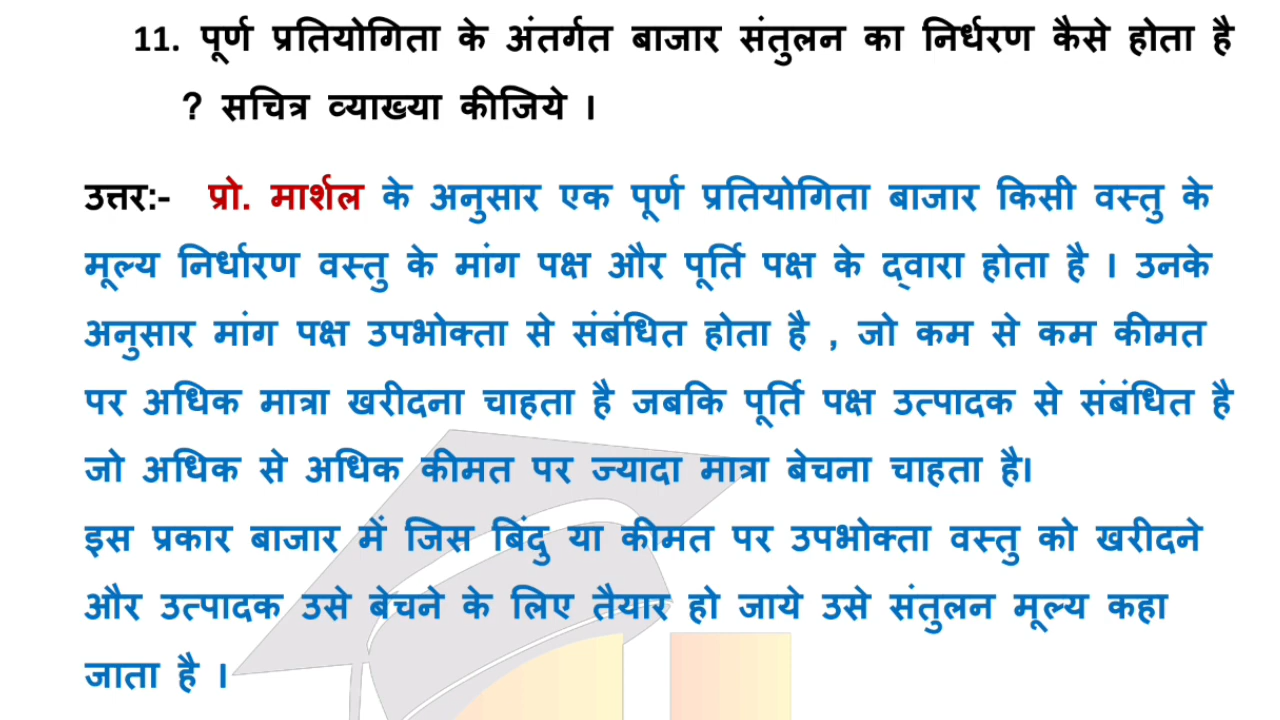 11. पूर्ण प्रतियोगिता के अंतर्गत बाजार संतुलन का निर्धरण कैसे होता है
? सचित्र व्याख्या कीजिये ।
उत्तर:- प्रो. मार्शल के अनुसार एक पूर्ण प्रतियोगिता बाजार किसी वस्तु के
मूल्य निर्धारण वस्तु के मांग पक्ष और पूर्ति पक्ष के द्वारा होता है । उनके
अनुसार मांग पक्ष उपभोक्ता से संबंधित होता है , जो कम से कम कीमत
पर अधिक मात्रा खरीदना चाहता है जबकि पूर्ति पक्ष उत्पादक से संबंधित है
जो अधिक से अधिक कीमत पर ज्यादा मात्रा बेचना चाहता है।
इस प्रकार बाजार में जिस बिंदु या कीमत पर उपभोक्ता वस्तु को खरीदने
और उत्पादक उसे बेचने के लिए तैयार हो जाये उसे संतुलन मूल्य कहा
जाता है ।